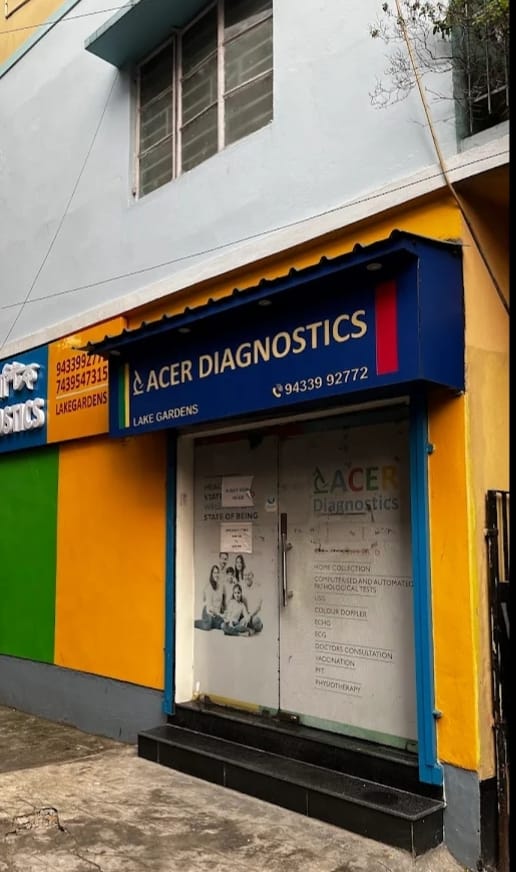 9433992772
7439547315
LAKEGARDENS
ACER DIAGNOSTICS
94339 92772
LAKE GARDENS
STATE OF BEING
ACER
Diagnostics
HOME COLLECTION
COMPUTERISED AND AUTOMATED
PATHOLOGICAL TESTS
USG
COLOUR DOPPLER
ECHO
ECG
DOCTORS CONSULTATION
VACCINATION
PFT
PHYSIOTHERAPY